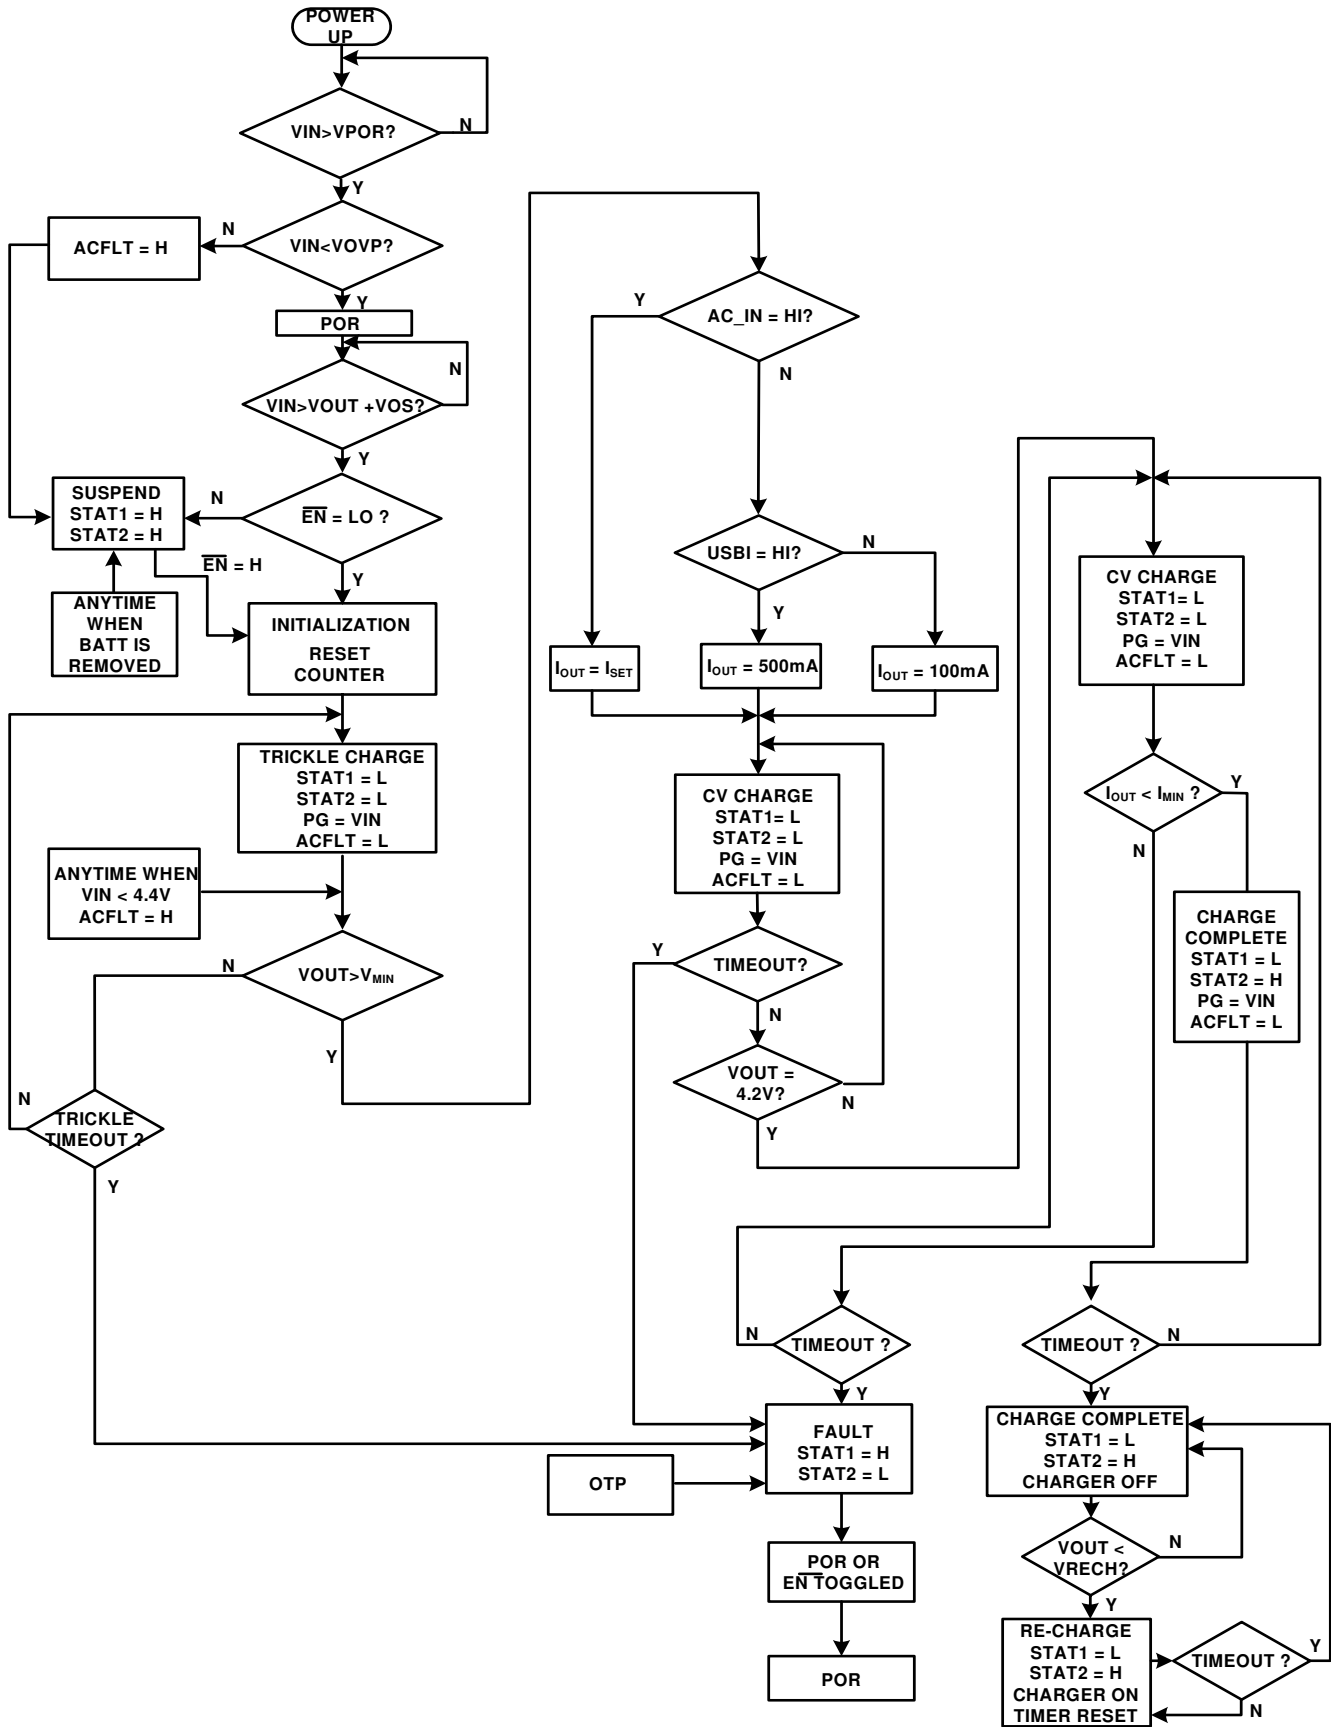 POWER
UP
VIN>VPOR?
N
Y
VIN<VOVP?
N
ACFLT = H
Y
POR
VIN>VOUT +VOS?
N
Y
EN = LO ?
N
SUSPEND
STAT1 = H
STAT2 = H
EN = H
Y
ANYTIME
WHEN
BATT IS
REMOVED
INITIALIZATION
RESET
COUNTER
TRICKLE CHARGE
STAT1 = L
STAT2 = L
PG = VIN
ACFLT = L
ANYTIME WHEN
VIN < 4.4V
ACFLT = H
VOUT>VMIN
N
Y
TRICKLE
TIMEOUT ?
N
Y
AC_IN = HI?
Y
N
USBI = HI?
N
Y
IOUT = ISET
IOUT = 500mA
IOUT = 100mA
CV CHARGE
STAT1= L
STAT2 = L
PG = VIN
ACFLT = L
TIMEOUT?
Y
N
VOUT =
4.2V?
N
Y
CV CHARGE
STAT1= L
STAT2 = L
PG = VIN
ACFLT = L
IOUT < IMIN ?
Y
N
CHARGE
COMPLETE
STAT1 = L
STAT2 = H
PG = VIN
ACFLT = L
TIMEOUT ?
N
Y
FAULT
STAT1 = H
STAT2 = L
OTP
POR OR
EN TOGGLED
POR
TIMEOUT ?
N
Y
CHARGE COMPLETE
STAT1 = L
STAT2 = H
CHARGER OFF
VOUT <
VRECH?
N
Y
RE-CHARGE
STAT1 = L
STAT2 = H
CHARGER ON
TIMER RESET
TIMEOUT ?
Y
N